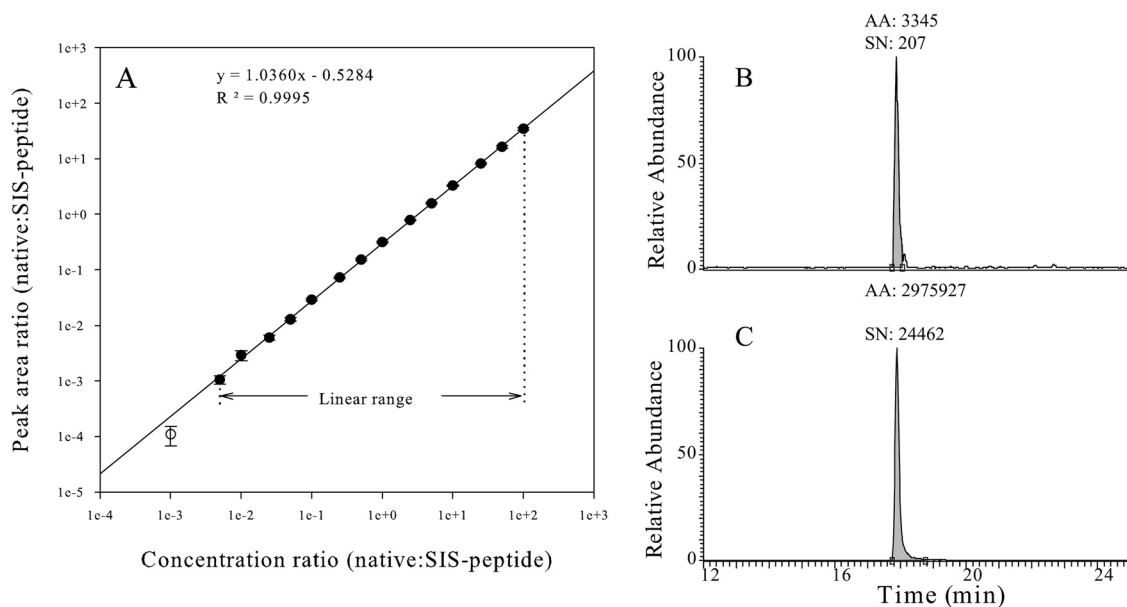 A
y = 1.0360x - 0.5284
R ² = 0.9995
Peak area ratio (native:SIS-peptide)
1e+3
1e+2
1e+1
1e+0
1e-1
1e-2
1e-3
1e-4
1e-5
Linear range
1e-4 1e-3 1e-2 1e-1 1e+0 1e+1 1e+2 1e+3
Concentration ratio (native:SIS-peptide)
AA: 3345
SN: 207
B
Relative Abundance
100
50
0
AA: 2975927
SN: 24462
C
Relative Abundance
100
50
0
12 16 20 24
Time (min)